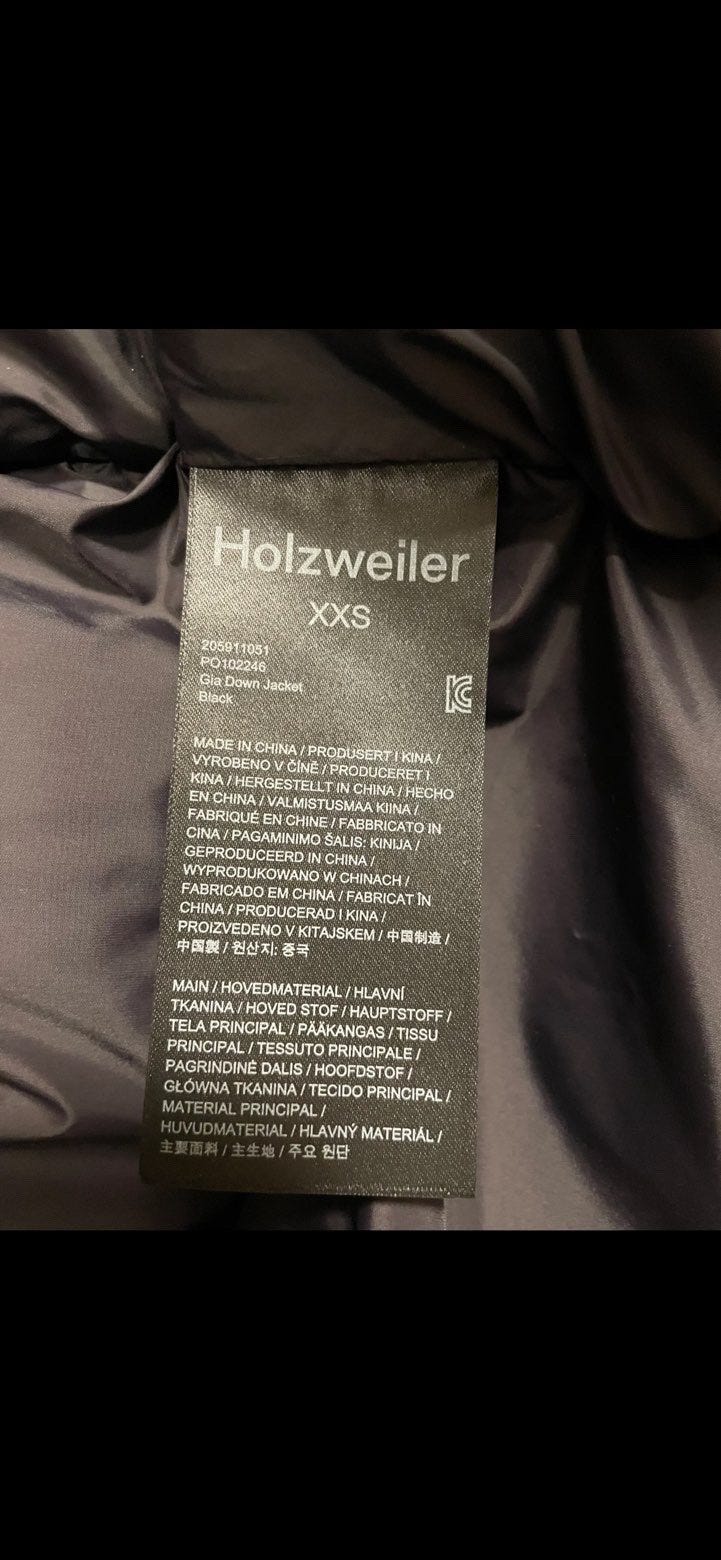 Holzweiler
XXS
205911051
PO102246
Gia Down Jacket
Black
MADE IN CHINA / PRODUSERT I KINA /
VYROBENO V ČÍNĚ / PRODUCERET I
KINA / HERGESTELLT IN CHINA / HECHO
EN CHINA / VALMISTUSMAA KIINA /
FABRIQUÉ EN CHINE / FABBRICATO IN
CINA / PAGAMINIMO ŠALIS: KINIJA /
GEPRODUCEERD IN CHINA /
WYPRODUKOWANO W CHINACH /
FABRICADO EM CHINA / FABRICAT ÎN
CHINA / PRODUCERAD I KINA /
PROIZVEDENO V KITAJSKEM / 中国制造 /
中国製 / 원산지: 중국
MAIN / HOVEDMATERIAL / HLAVNÍ
TKANINA / HOVED STOF / HAUPTSTOFF /
TELA PRINCIPAL / PÄÄKANGAS / TISSU
PRINCIPAL / TESSUTO PRINCIPALE /
PAGRINDINĖ DALIS / HOOFDSTOF /
GŁÓWNA TKANINA / TECIDO PRINCIPAL /
MATERIAL PRINCIPAL /
HUVUDMATERIAL / HLAVNÝ MATERIÁL /
主要面料 / 主生地 / 주요 원단